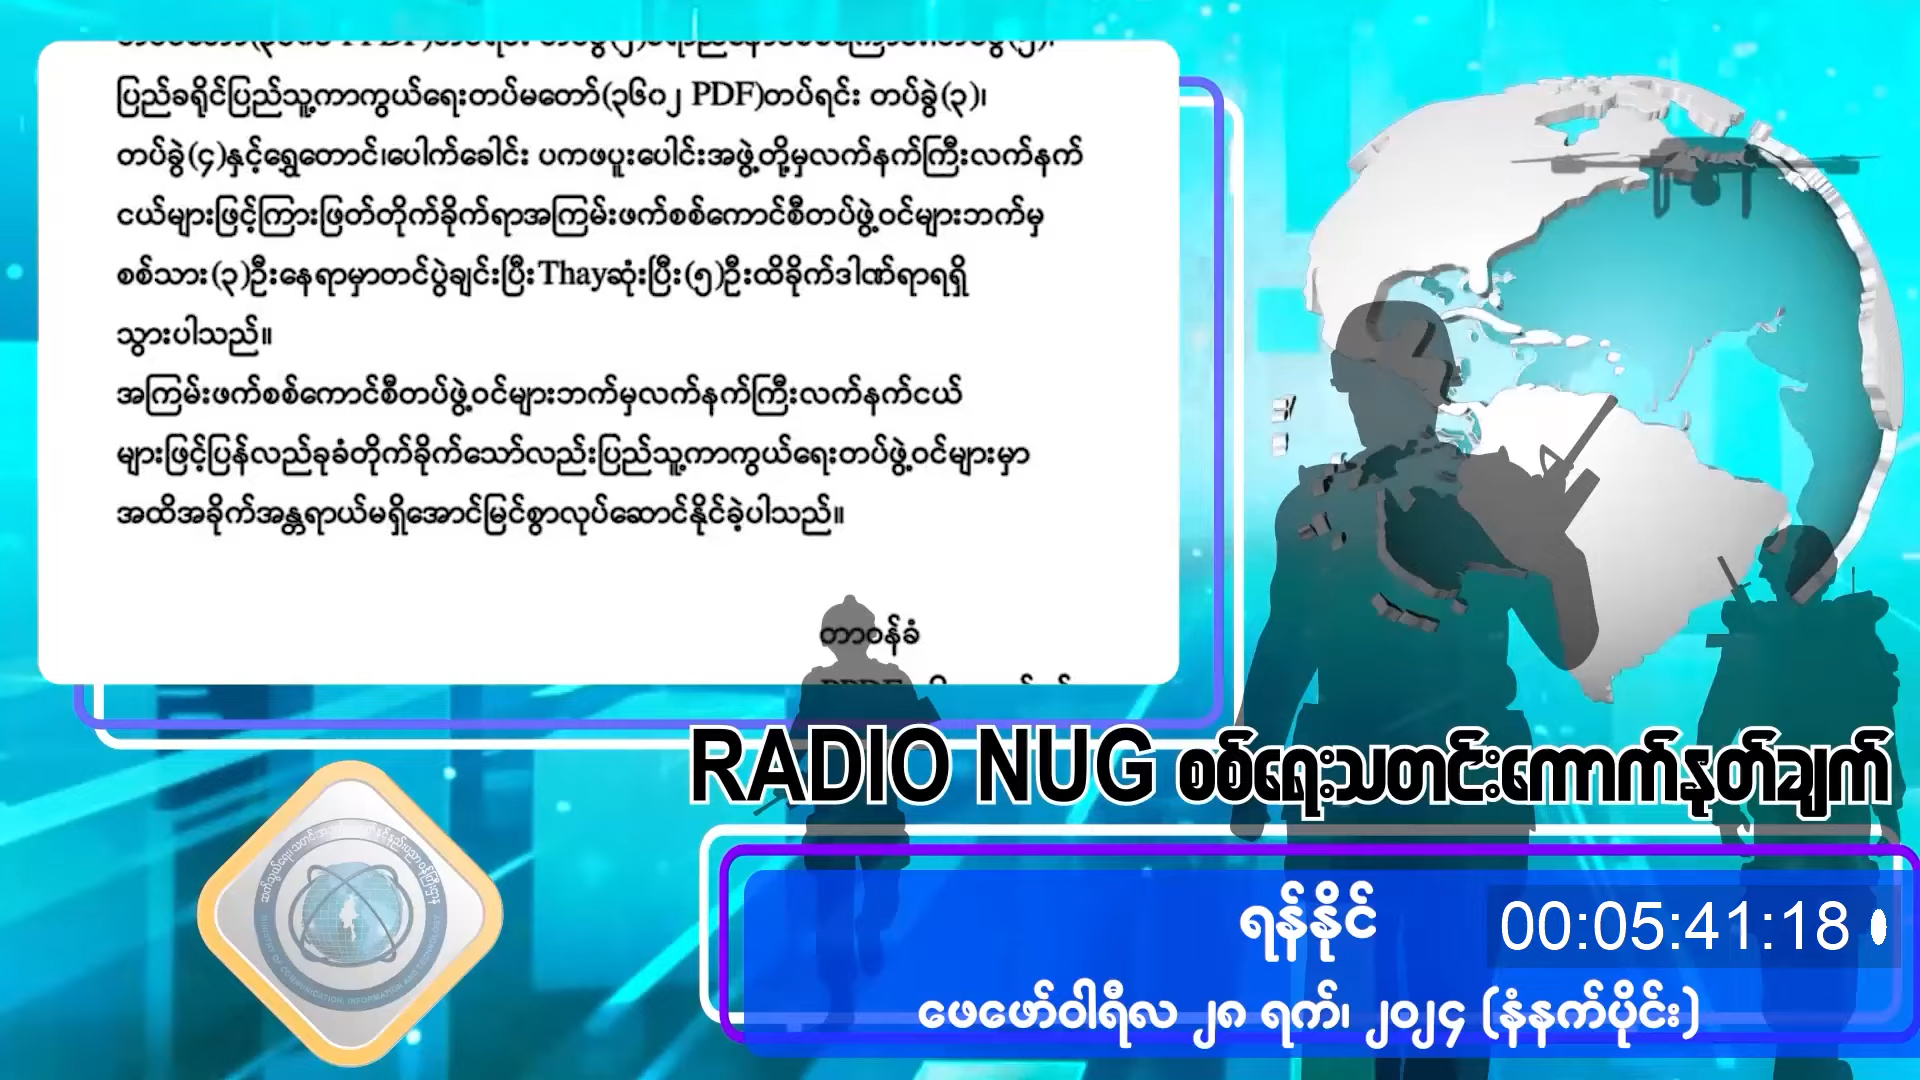 ပြည်ခရိုင်ပြည်သူ့ကာကွယ်ရေးတပ်မတော်(၃၆၀၂ PDF)တပ်ရင်း တပ်ခွဲ(၃)၊
တပ်ခွဲ(၄)နှင့်ရွှေတောင်၊ပေါက်ခေါင်း ပကဖပူးပေါင်းအဖွဲ့တို့မှလက်နက်ကြီးလက်နက်
ငယ်များဖြင့်ကြားဖြတ်တိုက်ခိုက်ရာအကြမ်းဖက်စစ်ကောင်စီတပ်ဖွဲ့ဝင်များဘက်မှ
စစ်သား(၃)ဦးနေရာမှာတင်ပွဲချင်းပြီးThayဆုံးပြီး(၅)ဦးထိခိုက်ဒါဏ်ရာရရှိ
သွားပါသည်။
အကြမ်းဖက်စစ်ကောင်စီတပ်ဖွဲ့ဝင်များဘက်မှလက်နက်ကြီးလက်နက်ငယ်
များဖြင့်ပြန်လည်ခုခံတိုက်ခိုက်သော်လည်းပြည်သူ့ကာကွယ်ရေးတပ်ဖွဲ့ဝင်များမှာ
အထိအခိုက်အန္တရာယ်မရှိအောင်မြင်စွာလုပ်ဆောင်နိုင်ခဲ့ပါသည်။
တာဝန်ခံ
RADIO NUG စစ်ရေးသတင်းကောက်နုတ်ချက်
ရန်နိုင်
00:05:41:18
ဖေဖော်ဝါရီလ ၂၈ ရက်၊ ၂၀၂၄ (နံနက်ပိုင်း)
MINISTRY OF COMMUNICATION, INFORMATION AND TECHNOLOGY